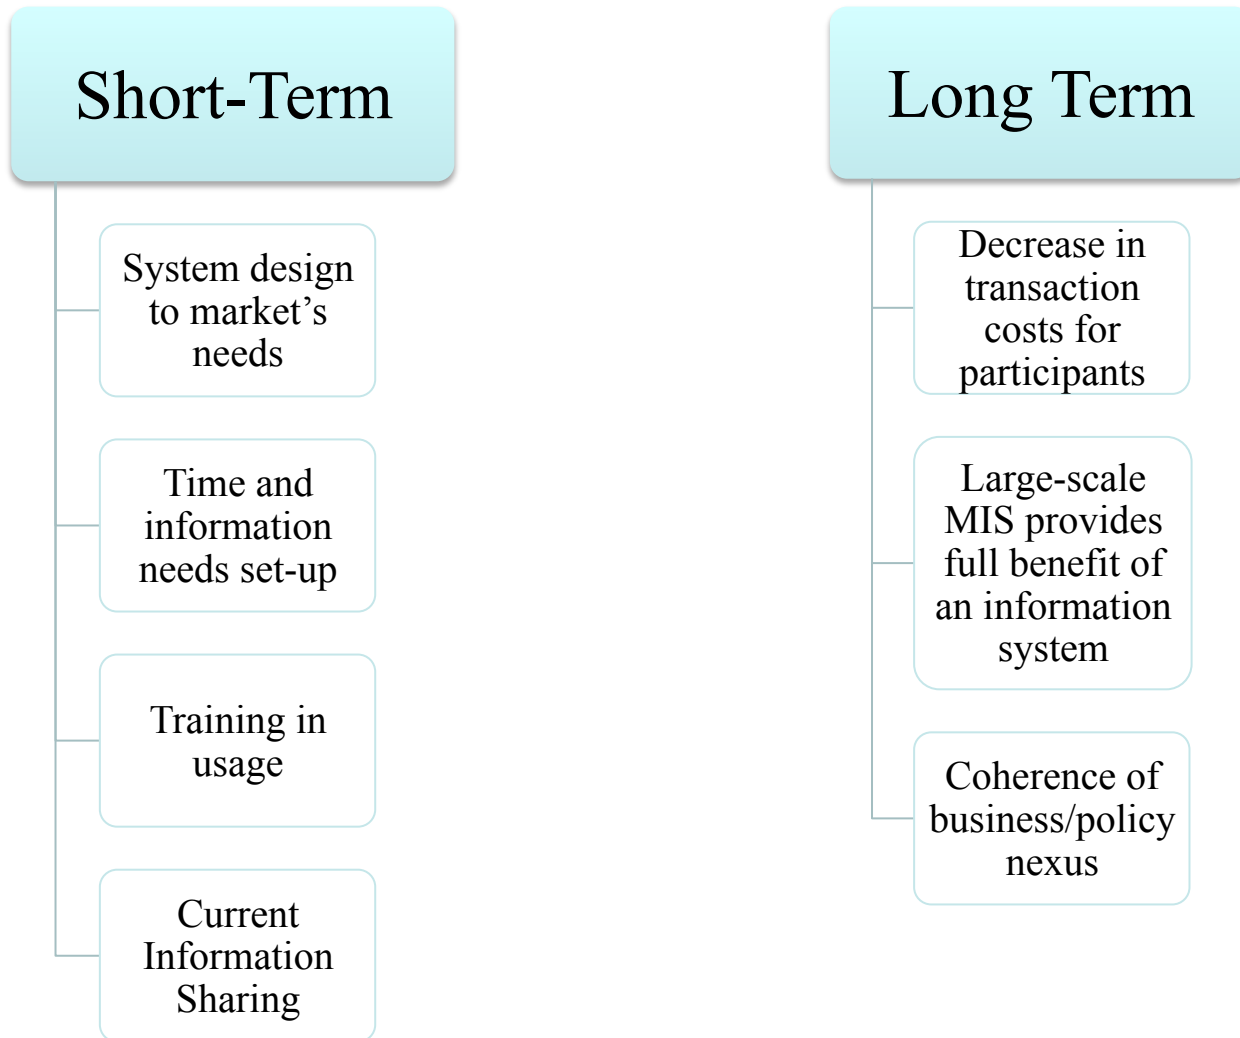 Short-Term
System design
to market’s
needs
Time and
information
needs set-up
Training in
usage
Current
Information
Sharing
Long Term
Decrease in
transaction
costs for
participants
Large-scale
MIS provides
full benefit of
an information
system
Coherence of
business/policy
nexus